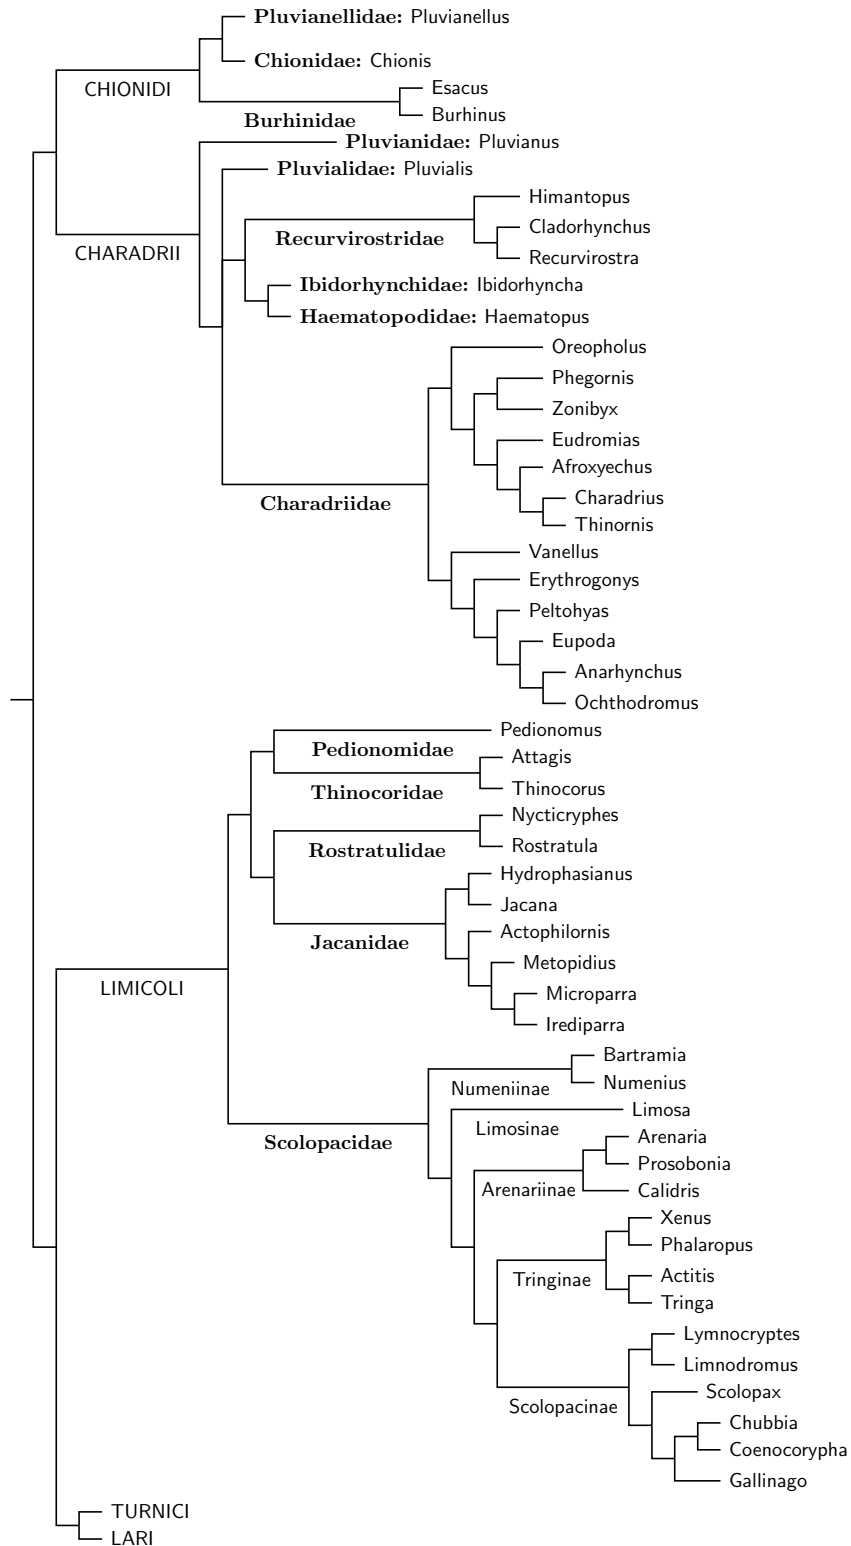 Pluvianellidae: Pluvianellus
Chionidae: Chionis
CHIONIDI
Esacus
Burhinus
Burhinidae
Pluvianidae: Pluvianus
Pluvialidae: Pluvialis
Himantopus
Cladorhynchus
Recurvirostridae
CHARADRII
Recurvirostra
Ibidorhynchidae: Ibidorhyncha
Haematopodidae: Haematopus
Oreopholus
Phegornis
Zonibyx
Eudromias
Afroxyechus
Charadrius
Charadriidae
Thinornis
Vanellus
Erythrogonys
Peltohyas
Eupoda
Anarhynchus
Ochthodromus
Pedionomus
Pedionomidae
Attagis
Thinocorus
Thinocoridae
Nycticryphes
Rostratula
Rostratulidae
Hydrophasianus
Jacana
Actophilornis
Jacanidae
Metopidius
LIMICOLI
Microparra
Irediparra
Bartramia
Numenius
Numeniinae
Limosa
Limosinae
Arenaria
Scolopacidae
Prosobonia
Arenariinae
Calidris
Xenus
Phalaropus
Actitis
Tringinae
Tringa
Lymnocryptes
Limnodromus
Scolopax
Scolopacinae
Chubbia
Coenocorypha
Gallinago
TURNICI
LARI